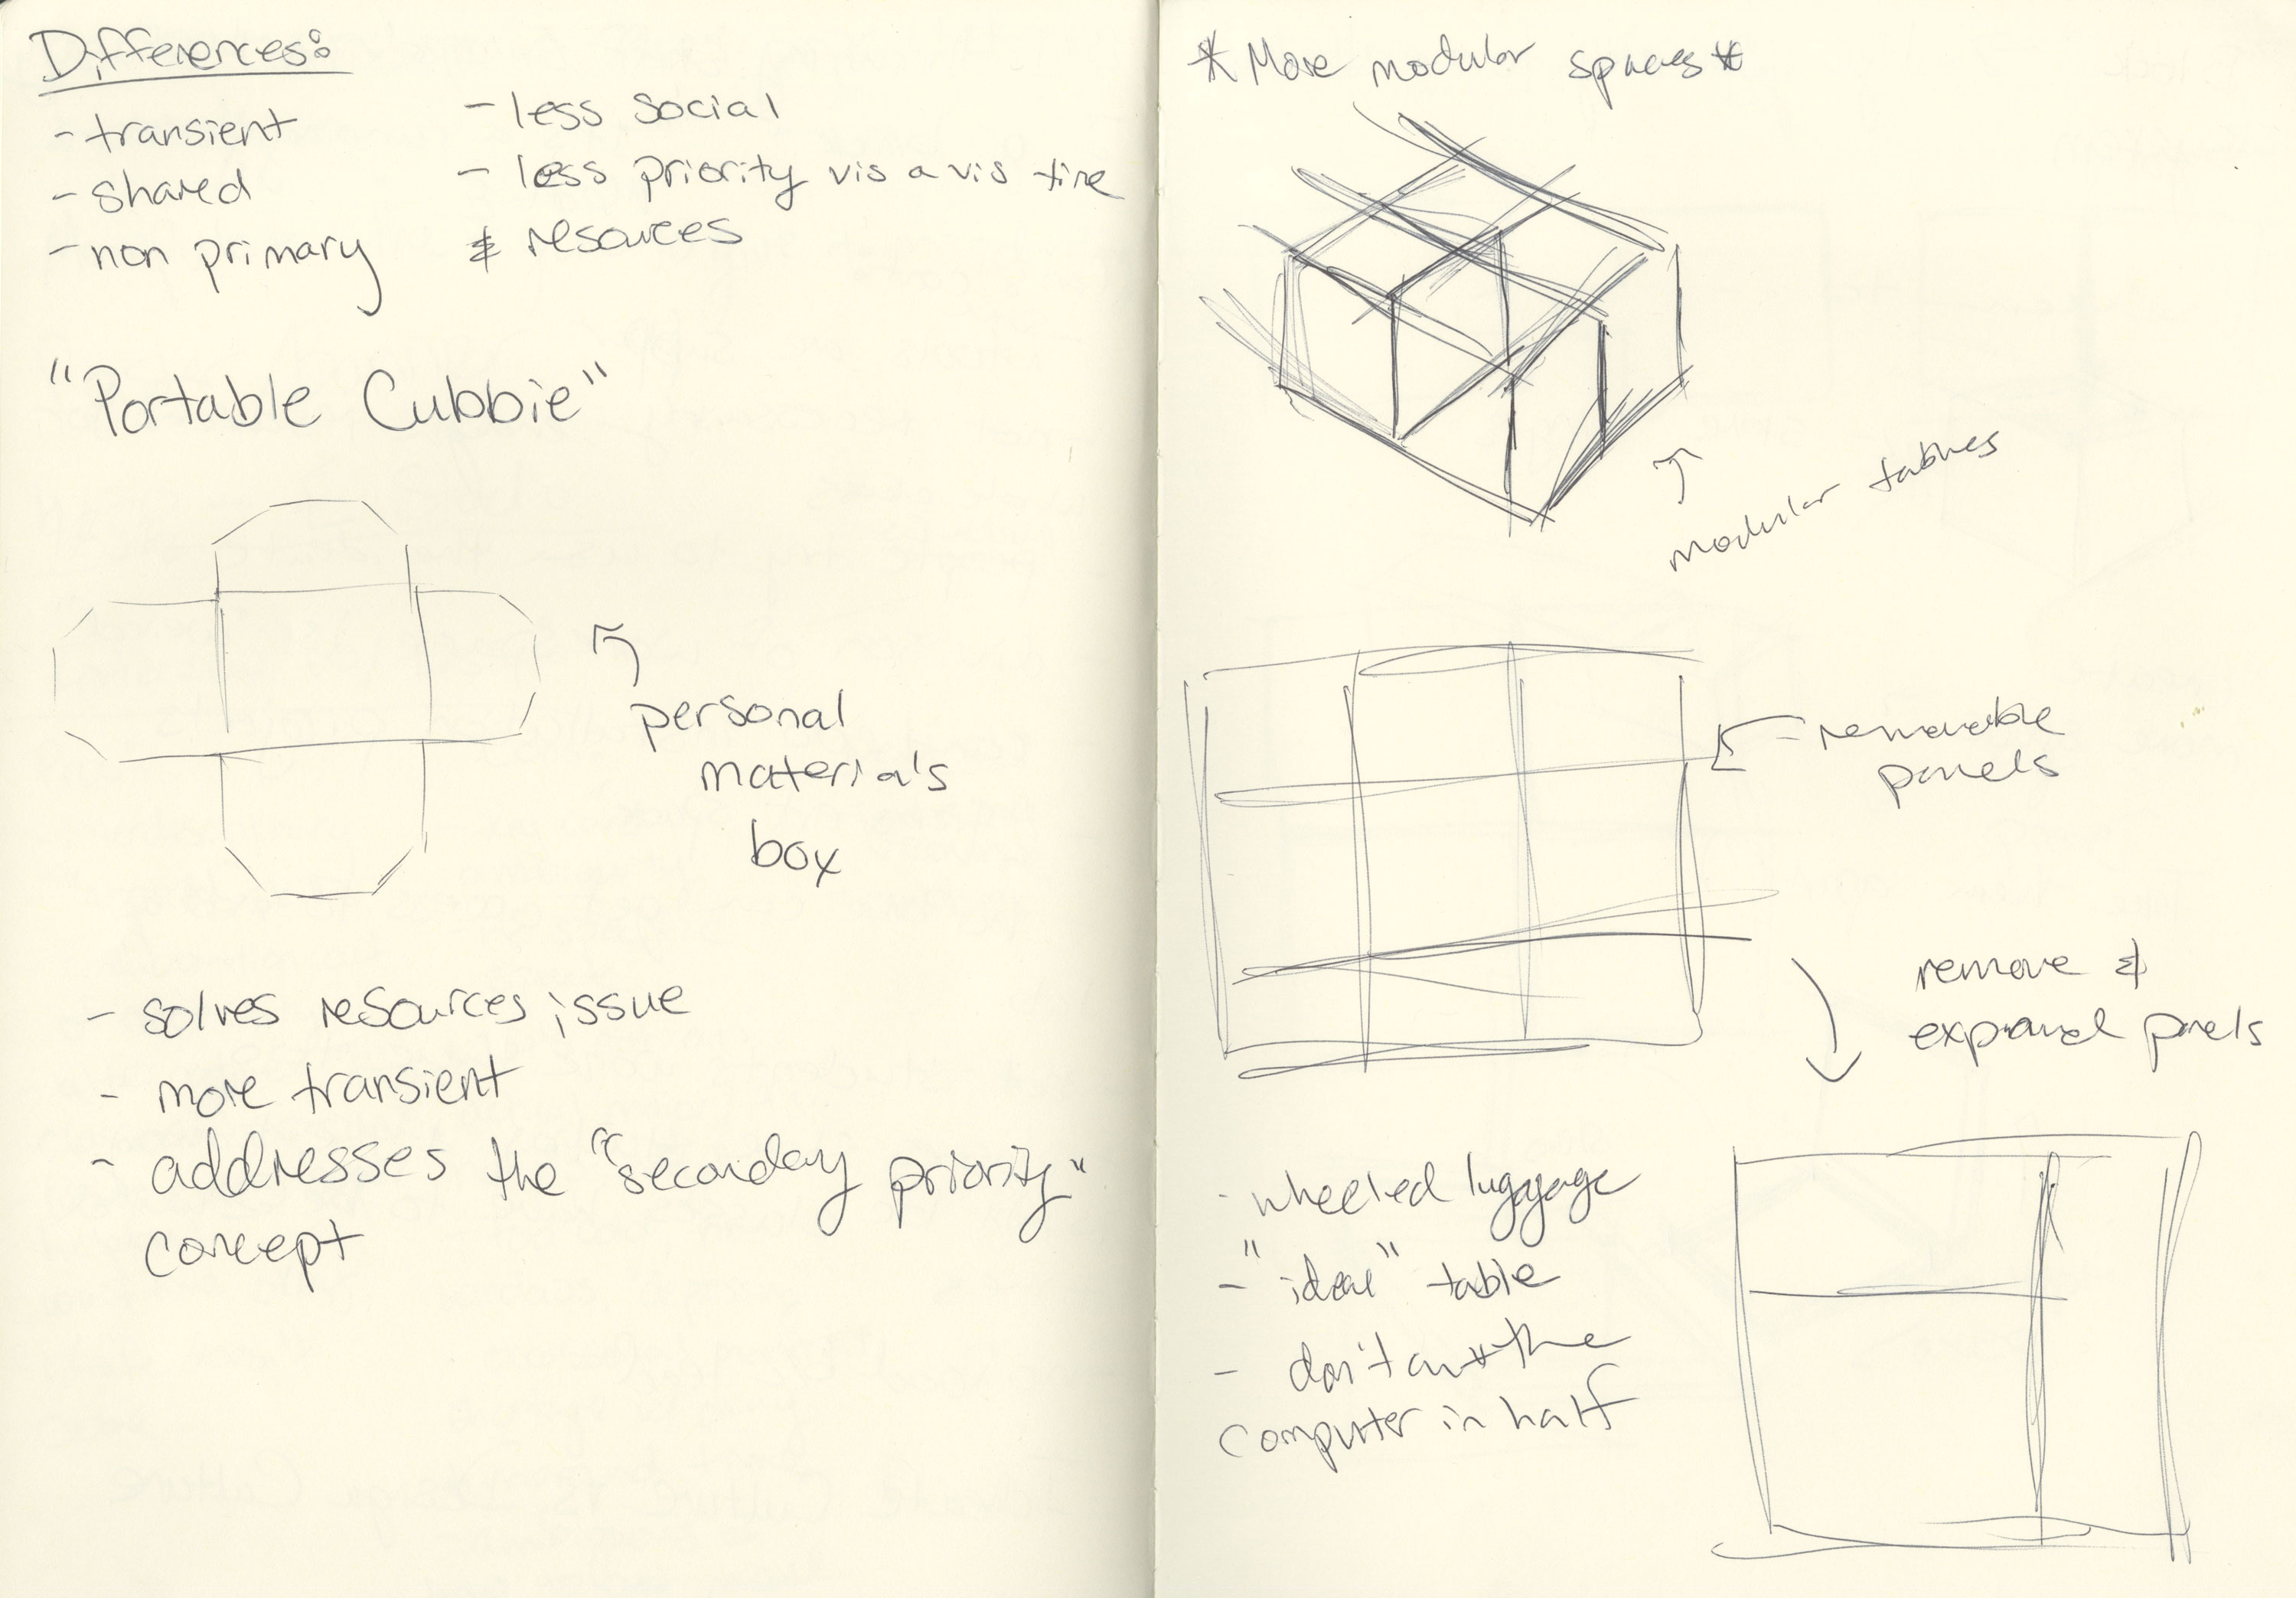 Differences:
- transient
- shared
- non primary
- less social
- less priority vis a vis time
& resources
"Portable Cubbie"
personal
materials
box
- solves resources issue
- more transient
- addresses the "seconday priority"
concept
* More modular spaces *
modular tables
removable
panels
remove &
expand panels
- wheeled luggage
- "ideal" table
- don't cut the
computer in half